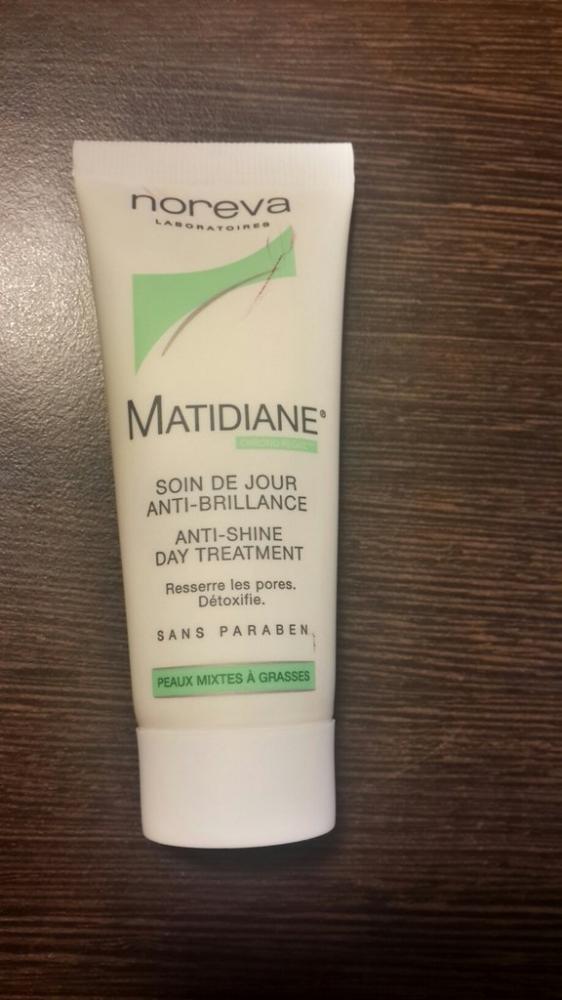 noreva
LABORATOIRES
MATIDIANE®
SOIN DE JOUR
ANTI-BRILLANCE
ANTI-SHINE
DAY TREATMENT
Resserre les pores.
Détoxifie.
SANS PARABEN
PEAUX MIXTES À GRASSES